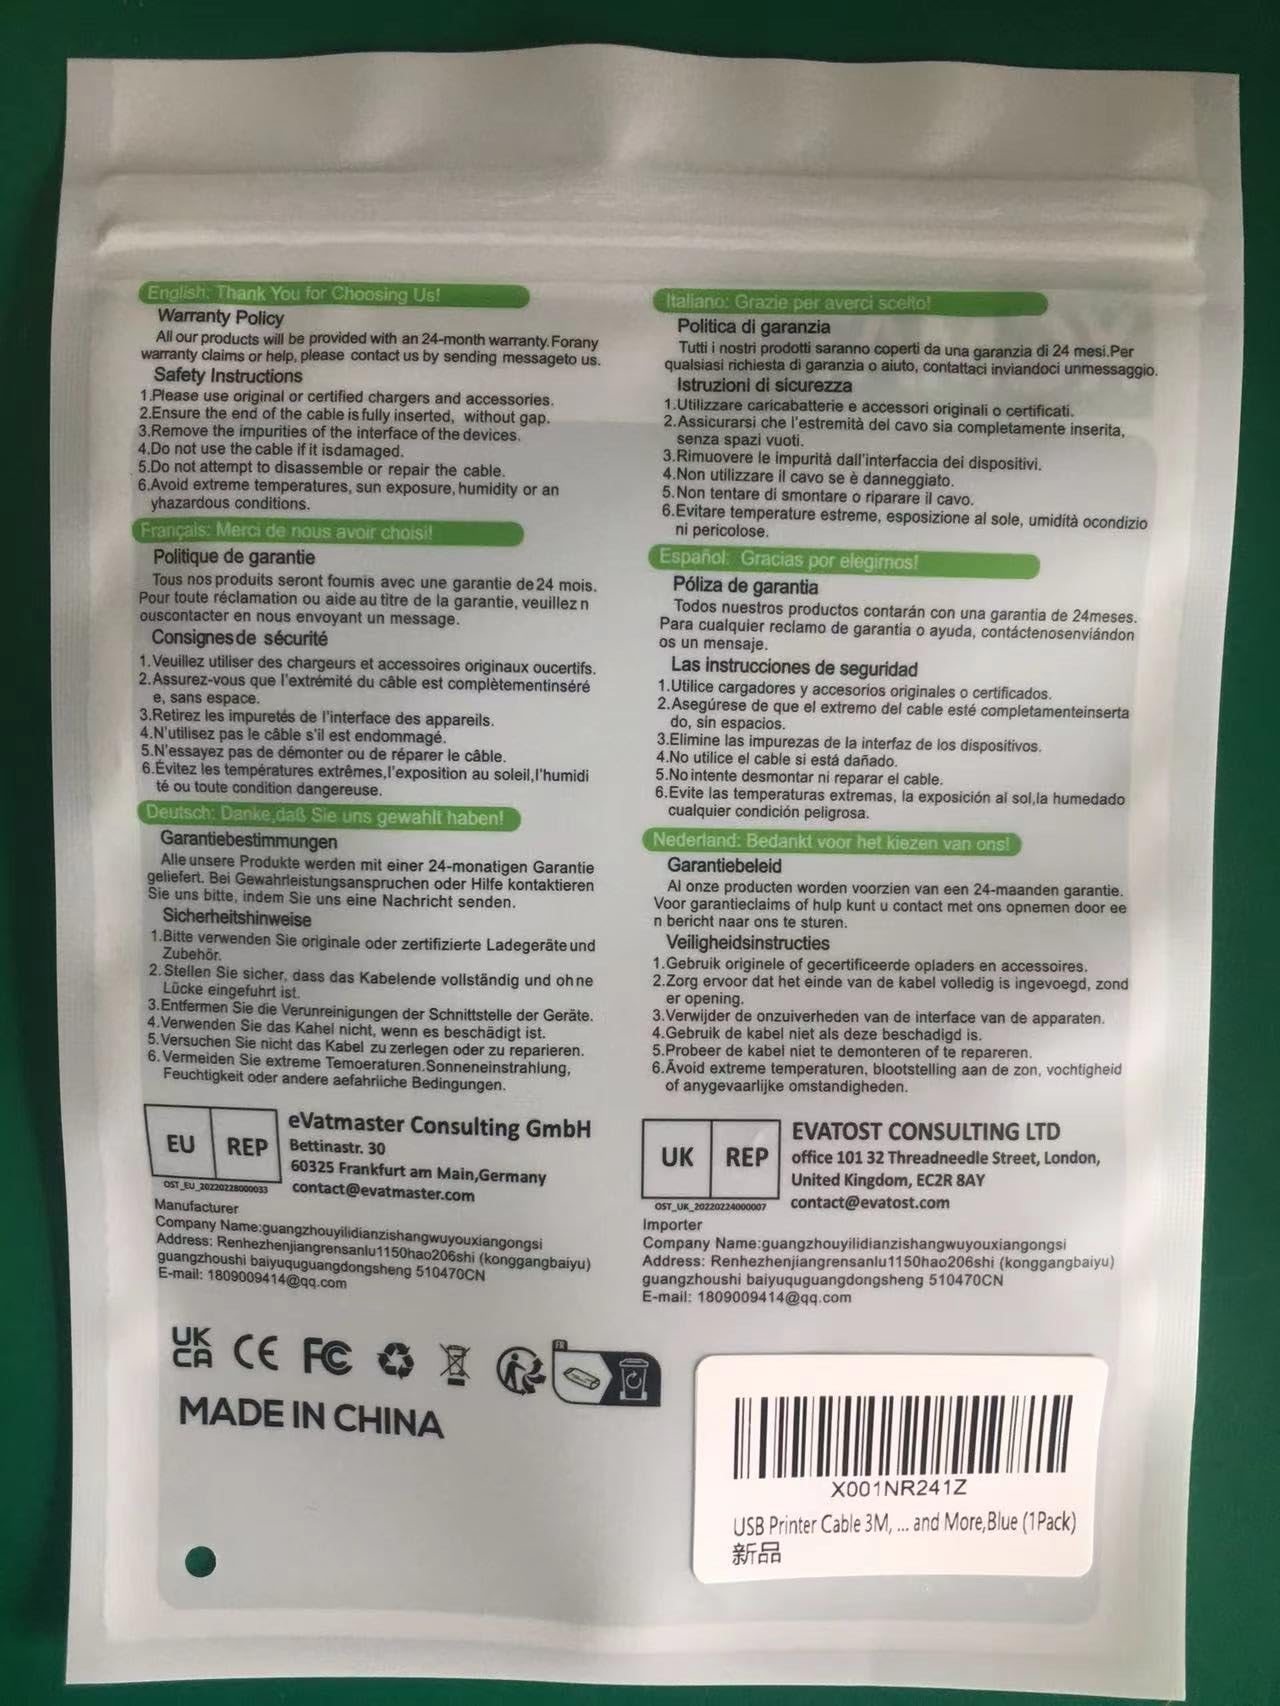 English: Thank You for Choosing Us!
Warranty Policy
All our products will be provided with an 24-month warranty.Forany
warranty claims or help, please contact us by sending messageto us.
Safety Instructions
1.Please use original or certified chargers and accessories.
2.Ensure the end of the cable is fully inserted, without gap.
3.Remove the impurities of the interface of the devices.
4.Do not use the cable if it isdamaged.
5.Do not attempt to disassemble or repair the cable.
6.Avoid extreme temperatures, sun exposure, humidity or an
yhazardous conditions.
Français: Merci de nous avoir choisi!
Politique de garantie
Tous nos produits seront foumis avec une garantie de 24 mois.
Pour toute réclamation ou aide au titre de la garantie, veuillez n
ouscontacter en nous envoyant un message.
Consignes de sécurité
1.Veuillez utiliser des chargeurs et accessoires originaux oucertifs.
2.Assurez-vous que l'extrémité du câble est complètementinséré
e, sans espace.
3.Retirez les impuretés de l'interface des appareils.
4.N'utilisez pas le câble s'il est endommagé.
5.N'essayez pas de démonter ou de réparer le câble.
6.Évitez les températures extrêmes,l'exposition au soleil,l'humidi
té ou toute condition dangereuse.
Deutsch: Danke,daß Sie uns gewahlt haben!
Garantiebestimmungen
Alle unsere Produkte werden mit einer 24-monatigen Garantie
geliefert. Bei Gewahrleistungsanspruchen oder Hilfe kontaktieren
Sie uns bitte, indem Sie uns eine Nachricht senden.
Sicherheitshinweise
1.Bitte verwenden Sie originale oder zertifizierte Ladegeräte und
Zubehör.
2.Stellen Sie sicher, dass das Kabelende vollständig und ohne
Lücke eingefuhrt ist.
3.Entfermen Sie die Verunreinigungen der Schnittstelle der Geräte.
4.Verwenden Sie das Kahel nicht, wenn es beschädigt ist.
5.Versuchen Sie nicht das Kabel zu zerlegen oder zu reparieren.
6.Vermeiden Sie extreme Temoeraturen.Sonneneinstrahlung,
Feuchtigkeit oder andere aefahriiche Bedingungen.
EU REP
OST_EU_20220228000033
eVatmaster Consulting GmbH
Bettinastr. 30
60325 Frankfurt am Main,Germany
contact@evatmaster.com
Manufacturer
Company Name:guangzhouyilidianzishangwuyouxiangongsi
Address: Renhezhenjiangrensanlu1150hao206shi (konggangbaiyu)
guangzhoushi baiyuquguangdongsheng 510470CN
E-mail: 1809009414@qq.com
UK
CA CE FC
FR
MADE IN CHINA
Italiano: Grazie per averci scelto!
Politica di garanzia
Tutti i nostri prodotti saranno coperti da una garanzia di 24 mesi.Per
qualsiasi richiesta di garanzia o aiuto, contattaci inviandoci unmessaggio.
Istruzioni di sicurezza
1.Utilizzare caricabatterie e accessori originali o certificati.
2.Assicurarsi che l'estremità del cavo sia completamente inserita,
senza spazi vuoti.
3.Rimuovere le impurità dall'interfaccia dei dispositivi.
4.Non utilizzare il cavo se è danneggiato.
5.Non tentare di smontare o riparare il cavo.
6.Evitare temperature estreme, esposizione al sole, umidità ocondizio
ni pericolose.
Español: Gracias por elegirnos!
Póliza de garantia
Todos nuestros productos contarán con una garantia de 24meses.
Para cualquier reclamo de garantia o ayuda, contáctenosenviándon
os un mensaje.
Las instrucciones de seguridad
1.Utilice cargadores y accesorios originales o certificados.
2.Asegúrese de que el extremo del cable esté completamenteinserta
do, sin espacios.
3.Elimine las impurezas de la interfaz de los dispositivos.
4.No utilice el cable si está dañado.
5.No intente desmontar ni reparar el cable.
6.Evite las temperaturas extremas, la exposición al sol,la humedado
cualquier condición peligrosa.
Nederland: Bedankt voor het kiezen van ons!
Garantiebeleid
Al onze producten worden voorzien van een 24-maanden garantie.
Voor garantieclaims of hulp kunt u contact met ons opnemen door ee
n bericht naar ons te sturen.
Veiligheidsinstructies
1.Gebruik originele of gecertificeerde opladers en accessoires.
2.Zorg ervoor dat het einde van de kabel volledig is ingevoegd, zond
er opening.
3.Verwijder de onzuiverheden van de interface van de apparaten.
4.Gebruik de kabel niet als deze beschadigd is.
5.Probeer de kabel niet te demonteren of te repareren.
6.Avoid extreme temperaturen, blootstelling aan de zon, vochtigheid
of anygevaarlijke omstandigheden.
UK REP
OST_UK_20220224000007
EVATOST CONSULTING LTD
office 101 32 Threadneedle Street, London,
United Kingdom, EC2R 8AY
contact@evatost.com
Importer
Company Name:guangzhouyilidianzishangwuyouxiangongsi
Address: Renhezhenjiangrensanlu1150hao206shi (konggangbaiyu)
guangzhoushi baiyuquguangdongsheng 510470CN
E-mail: 1809009414@qq.com
X001NR241Z
USB Printer Cable 3M, ... and More,Blue (1Pack)
新品